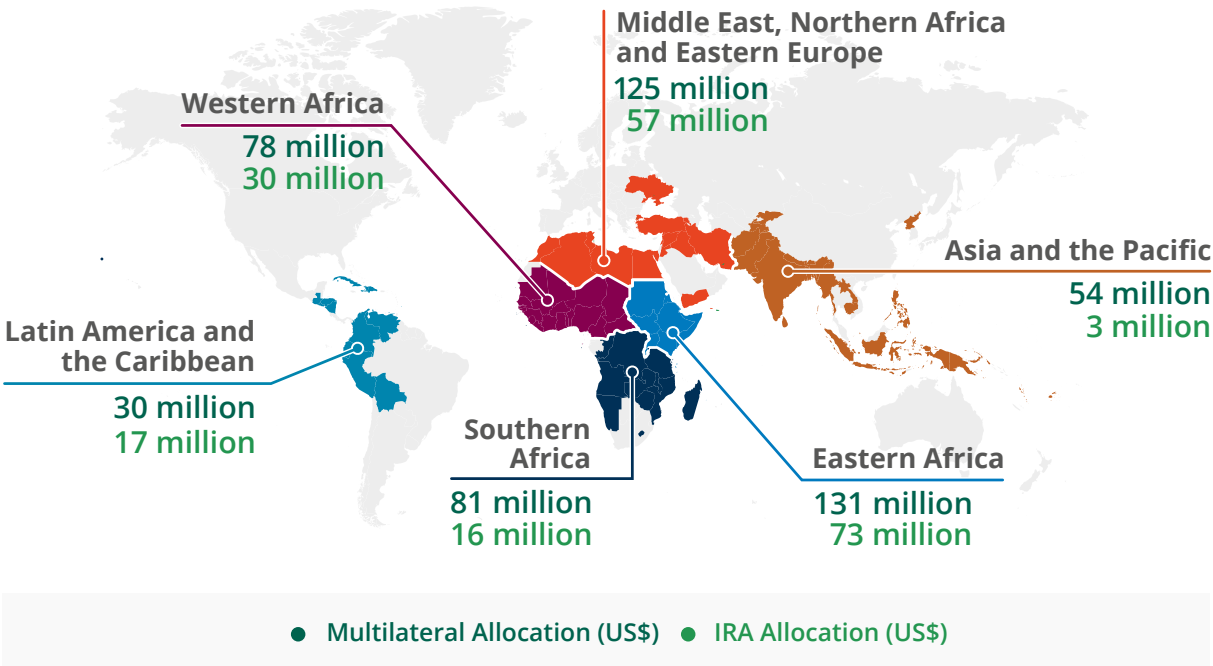 Middle East, Northern Africa
and Eastern Europe
125 million
57 million
Western Africa
78 million
30 million
Asia and the Pacific
54 million
3 million
Latin America and
the Caribbean
30 million
17 million
Southern
Africa
81 million
16 million
Eastern Africa
131 million
73 million
Multilateral Allocation (US$)
IRA Allocation (US$)